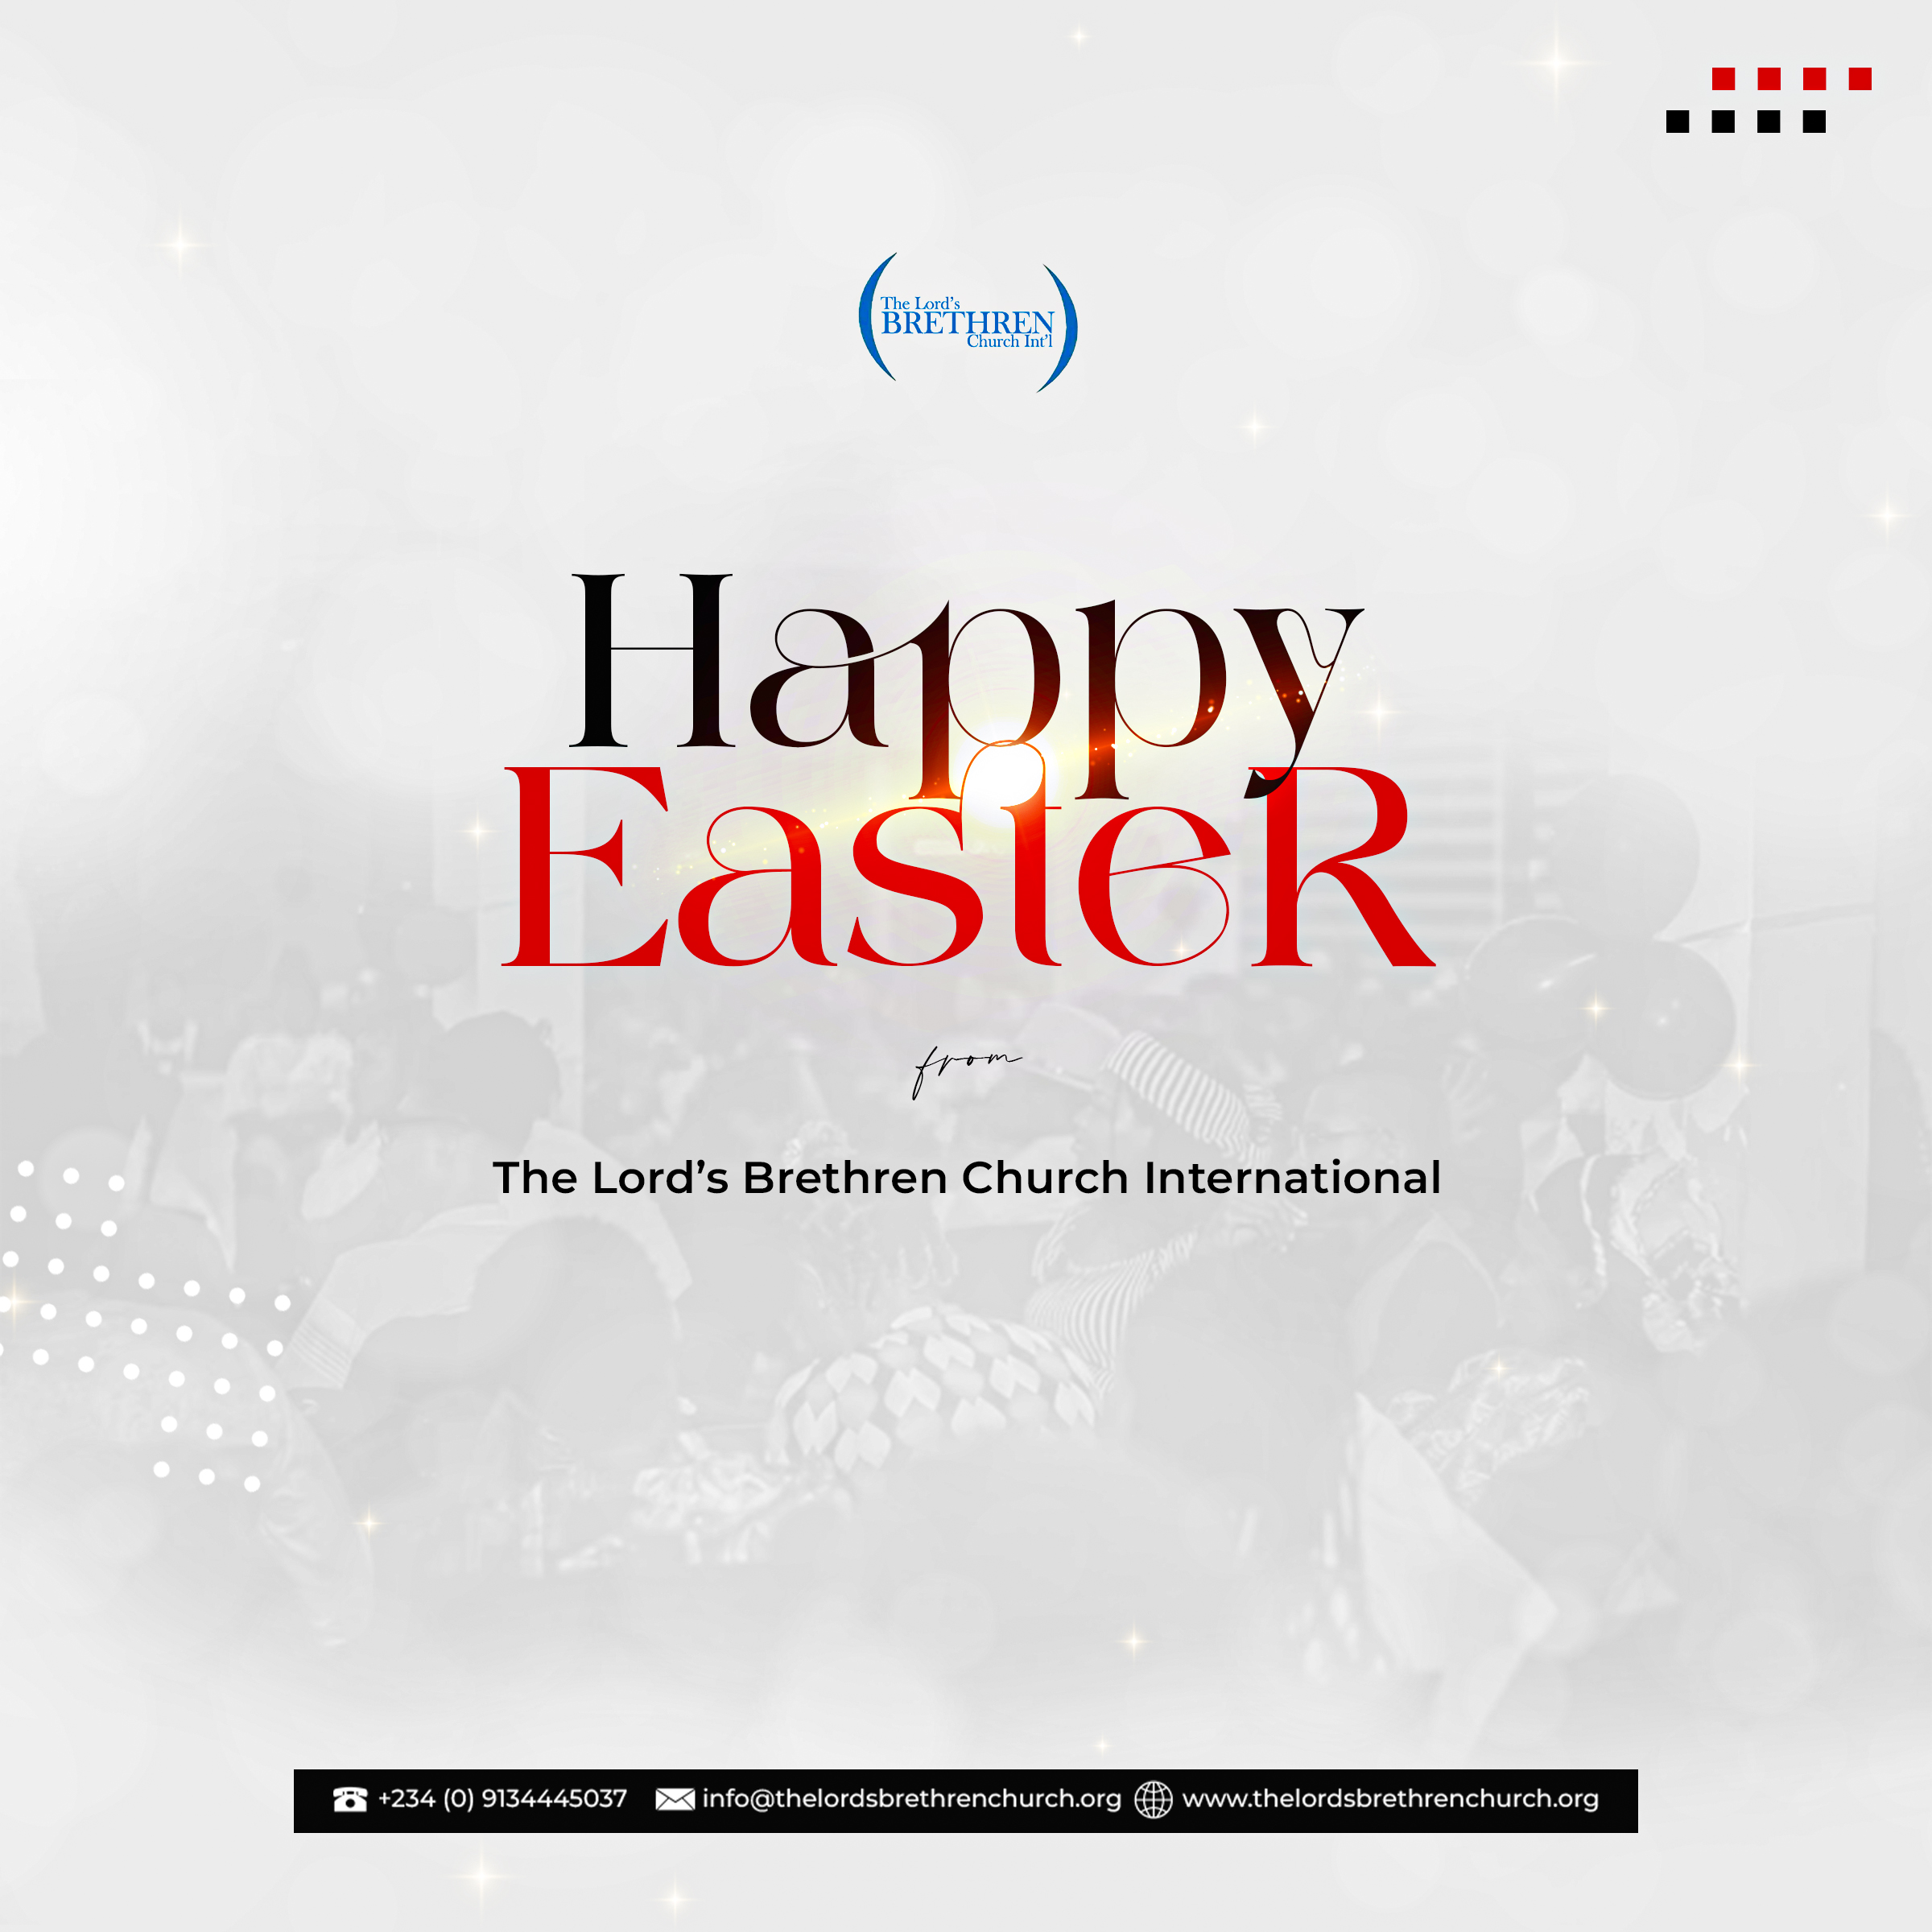 The Lord's
BRETHREN
Church Int'l
Happy
EasteR
from
The Lord's Brethren Church International
+234 (0) 9134445037 info@thelordsbrethrenchurch.org www.thelordsbrethrenchurch.org